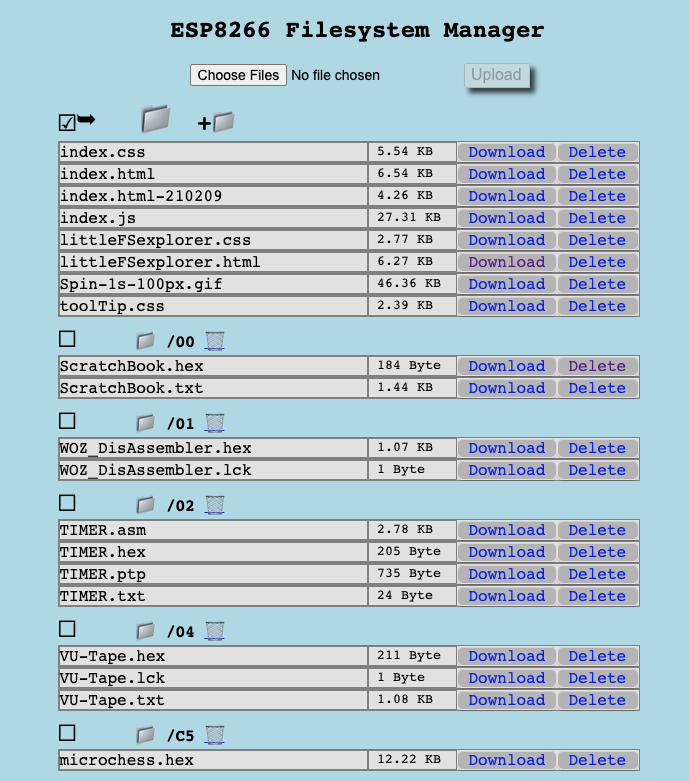 ESP8266 Filesystem Manager
Choose Files No file chosen Upload
+
index.css 5.54 KB Download Delete
index.html 6.54 KB Download Delete
index.html-210209 4.26 KB Download Delete
index.js 27.31 KB Download Delete
littleFSexplorer.css 2.77 KB Download Delete
littleFSexplorer.html 6.27 KB Download Delete
Spin-1s-100px.gif 46.36 KB Download Delete
toolTip.css 2.39 KB Download Delete
/00
ScratchBook.hex 184 Byte Download Delete
ScratchBook.txt 1.44 KB Download Delete
/01
WOZ_DisAssembler.hex 1.07 KB Download Delete
WOZ_DisAssembler.lck 1 Byte Download Delete
/02
TIMER.asm 2.78 KB Download Delete
TIMER.hex 205 Byte Download Delete
TIMER.ptp 735 Byte Download Delete
TIMER.txt 24 Byte Download Delete
/04
VU-Tape.hex 211 Byte Download Delete
VU-Tape.lck 1 Byte Download Delete
VU-Tape.txt 1.08 KB Download Delete
/C5
microchess.hex 12.22 KB Download Delete